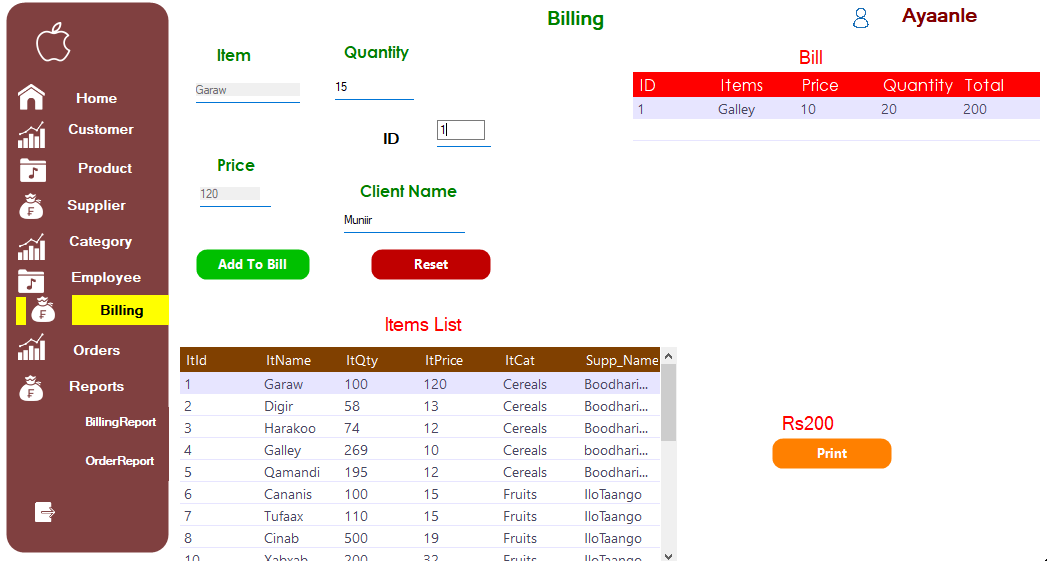 Billing
Ayaanle
Home
Customer
Product
Supplier
Category
Employee
Billing
Orders
Reports
BillingReport
OrderReport
Item
Quantity
Garaw
15
ID
1
Price
120
Client Name
Muniir
Add To Bill
Reset
Bill
ID Items Price Quantity Total
1 Galley 10 20 200
Items List
ItId ItName ItQty ItPrice ItCat Supp_Name
1 Garaw 100 120 Cereals Boodhari...
2 Digir 58 13 Cereals Boodhari...
3 Harakoo 74 12 Cereals Boodhari...
4 Galley 269 10 Cereals boodhari...
5 Qamandi 195 12 Cereals Boodhari...
6 Cananis 100 15 Fruits IloTaango
7 Tufaax 110 15 Fruits IloTaango
8 Cinab 500 19 Fruits IloTaango
10 Xabxab 200 32 Fruits IloTaango
Rs200
Print